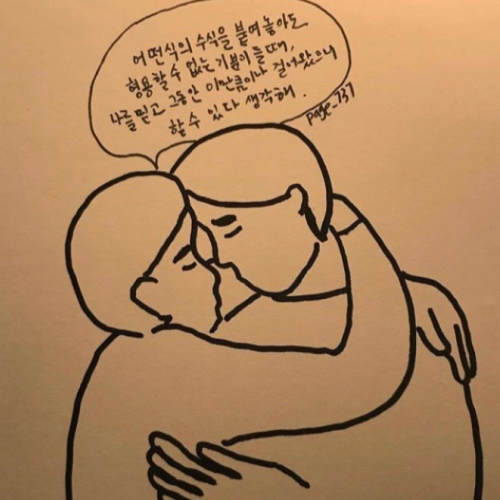 어떤식의 수식을 붙여 놓아도
형용할 수 없는 기분이 들 때,
나를 믿고 그동안 이만큼이나 걸어왔으니
할 수 있다 생각해.
page_737